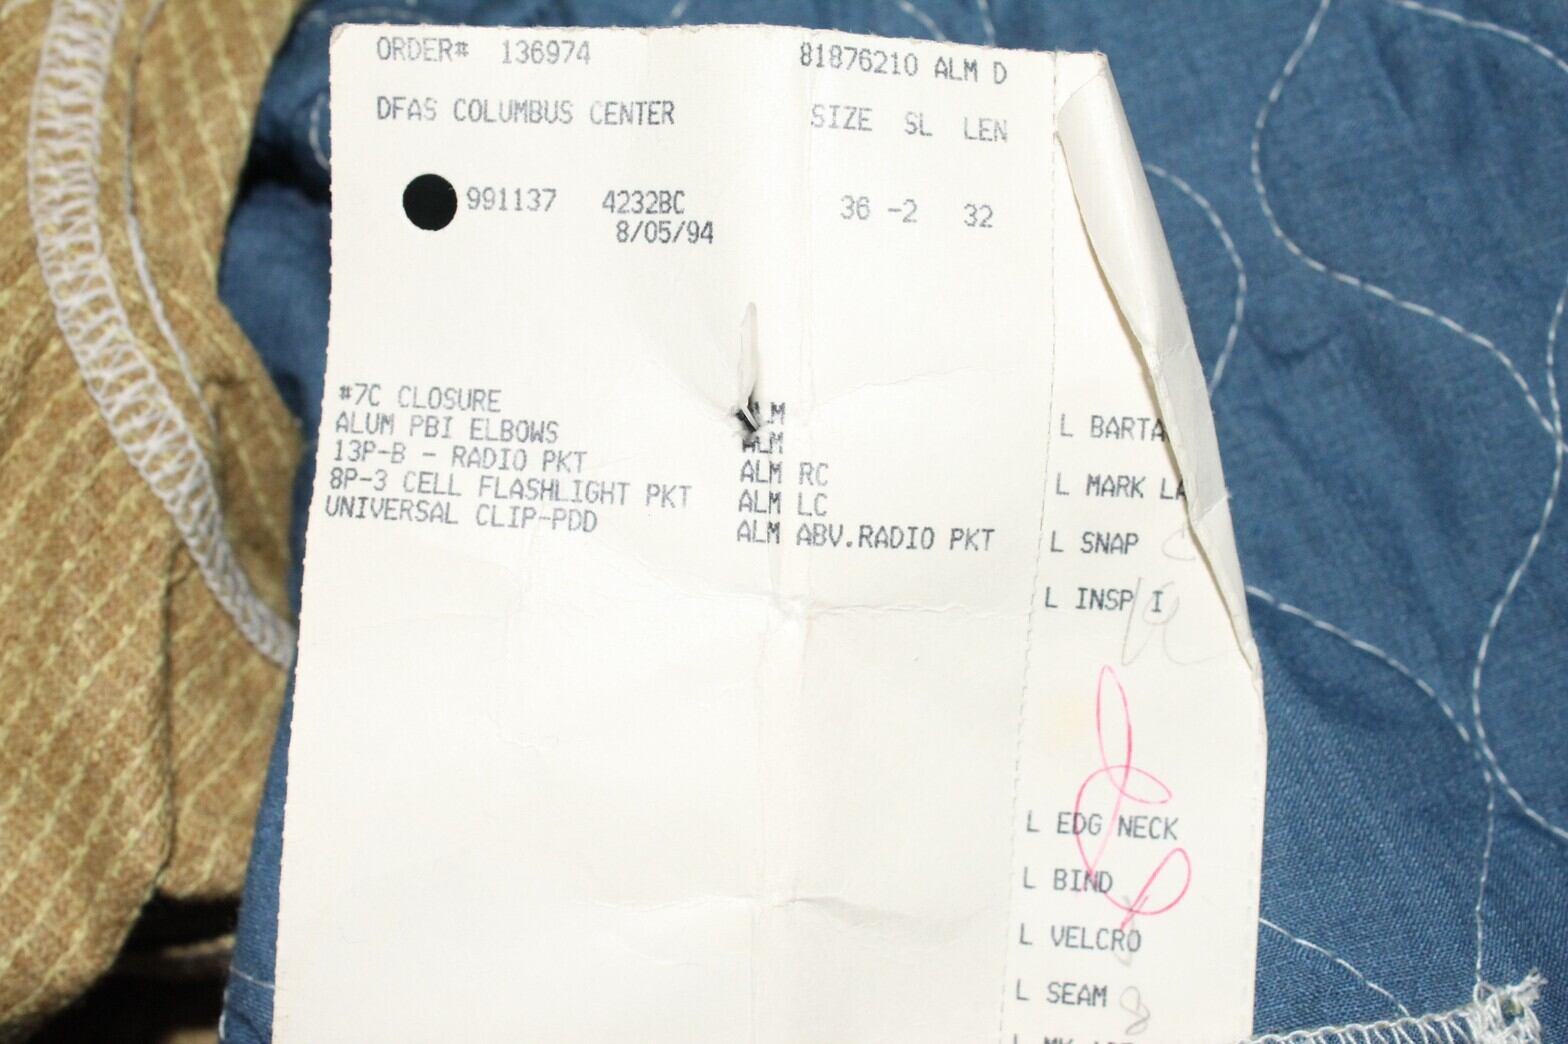 ORDER# 136974 81876210 ALM D
DFAS COLUMBUS CENTER SIZE SL LEN
991137 4232BC 36 -2 32
8/05/94
#7C CLOSURE
ALUM PBI ELBOWS ALM
13P-B - RADIO PKT ALM RC
8P-3 CELL FLASHLIGHT PKT ALM LC
UNIVERSAL CLIP-PDD ALM ABV.RADIO PKT
L BARTA
L MARK LA
L SNAP
L INSP I
L EDG NECK
L BIND
L VELCRO
L SEAM 8